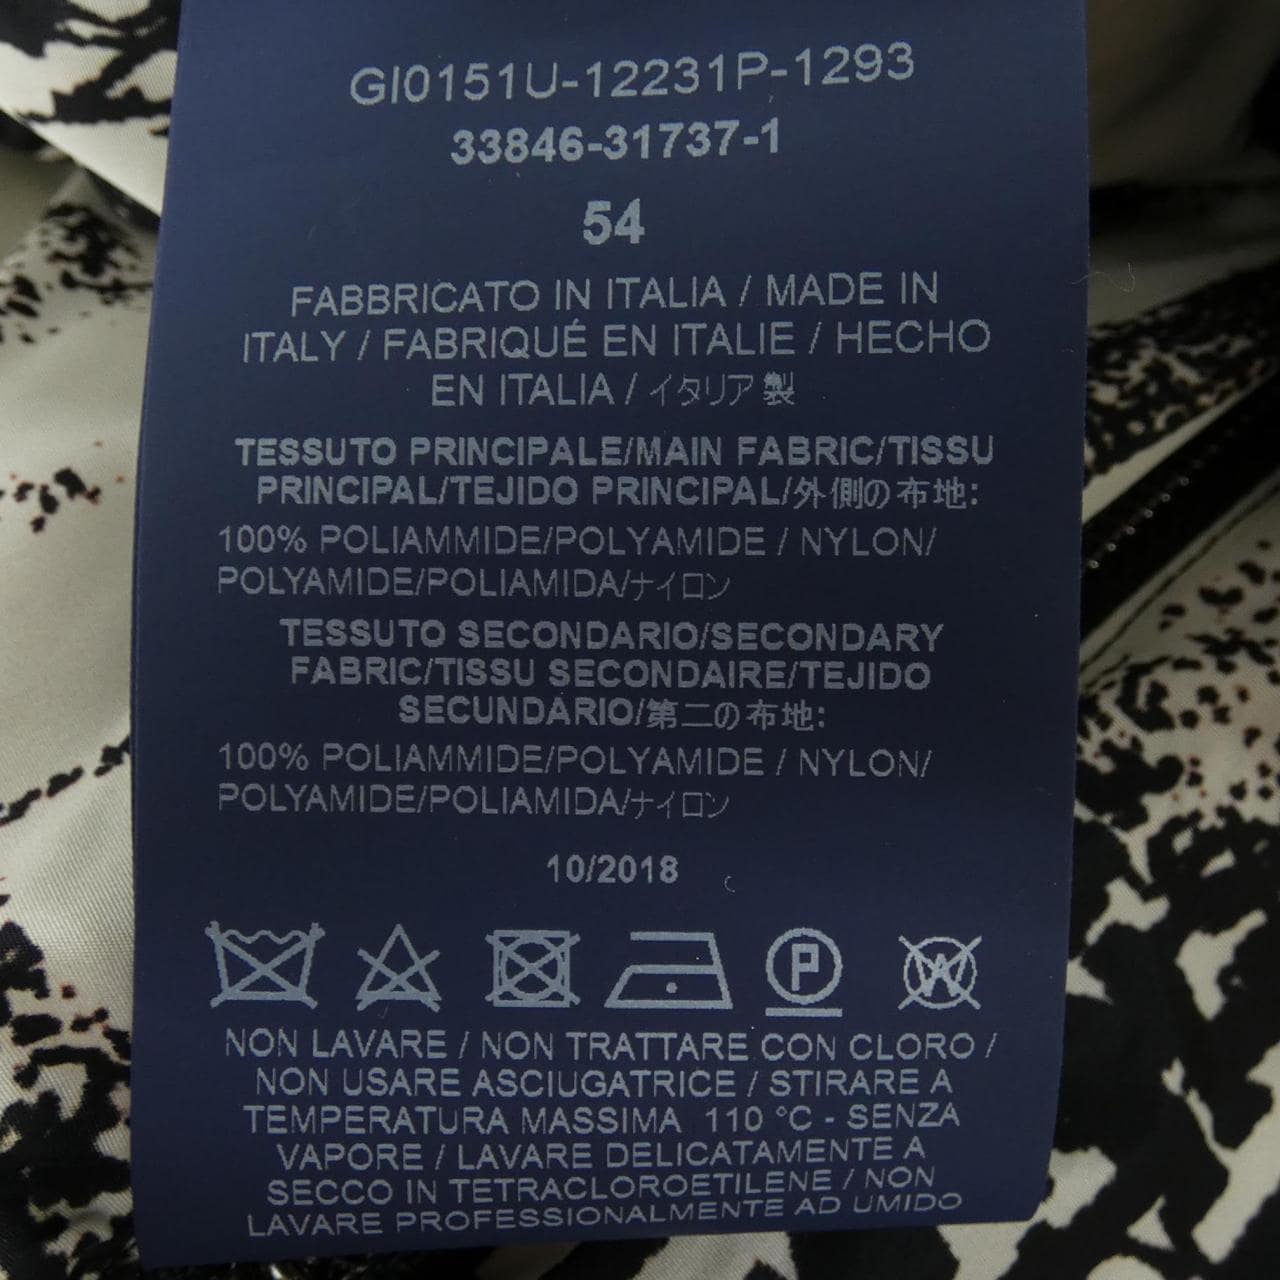 GI0151U-12231P-1293
33846-31737-1
54
FABBRICATO IN ITALIA / MADE IN
ITALY / FABRIQUÉ EN ITALIE / HECHO
EN ITALIA / イタリア製
TESSUTO PRINCIPALE/MAIN FABRIC/TISSU
PRINCIPAL/TEJIDO PRINCIPAL/外側の布地:
100% POLIAMMIDE/POLYAMIDE / NYLON/
POLYAMIDE/POLIAMIDA/ナイロン
TESSUTO SECONDARIO/SECONDARY
FABRIC/TISSU SECONDAIRE/TEJIDO
SECUNDARIO/第二の布地:
100% POLIAMMIDE/POLYAMIDE / NYLON/
POLYAMIDE/POLIAMIDA/ナイロン
10/2018
P W
NON LAVARE / NON TRATTARE CON CLORO /
NON USARE ASCIUGATRICE / STIRARE A
TEMPERATURA MASSIMA 110 °C - SENZA
VAPORE / LAVARE DELICATAMENTE A
SECCO IN TETRACLOROETILENE / NON
LAVARE PROFESSIONALMENTE AD UMIDO